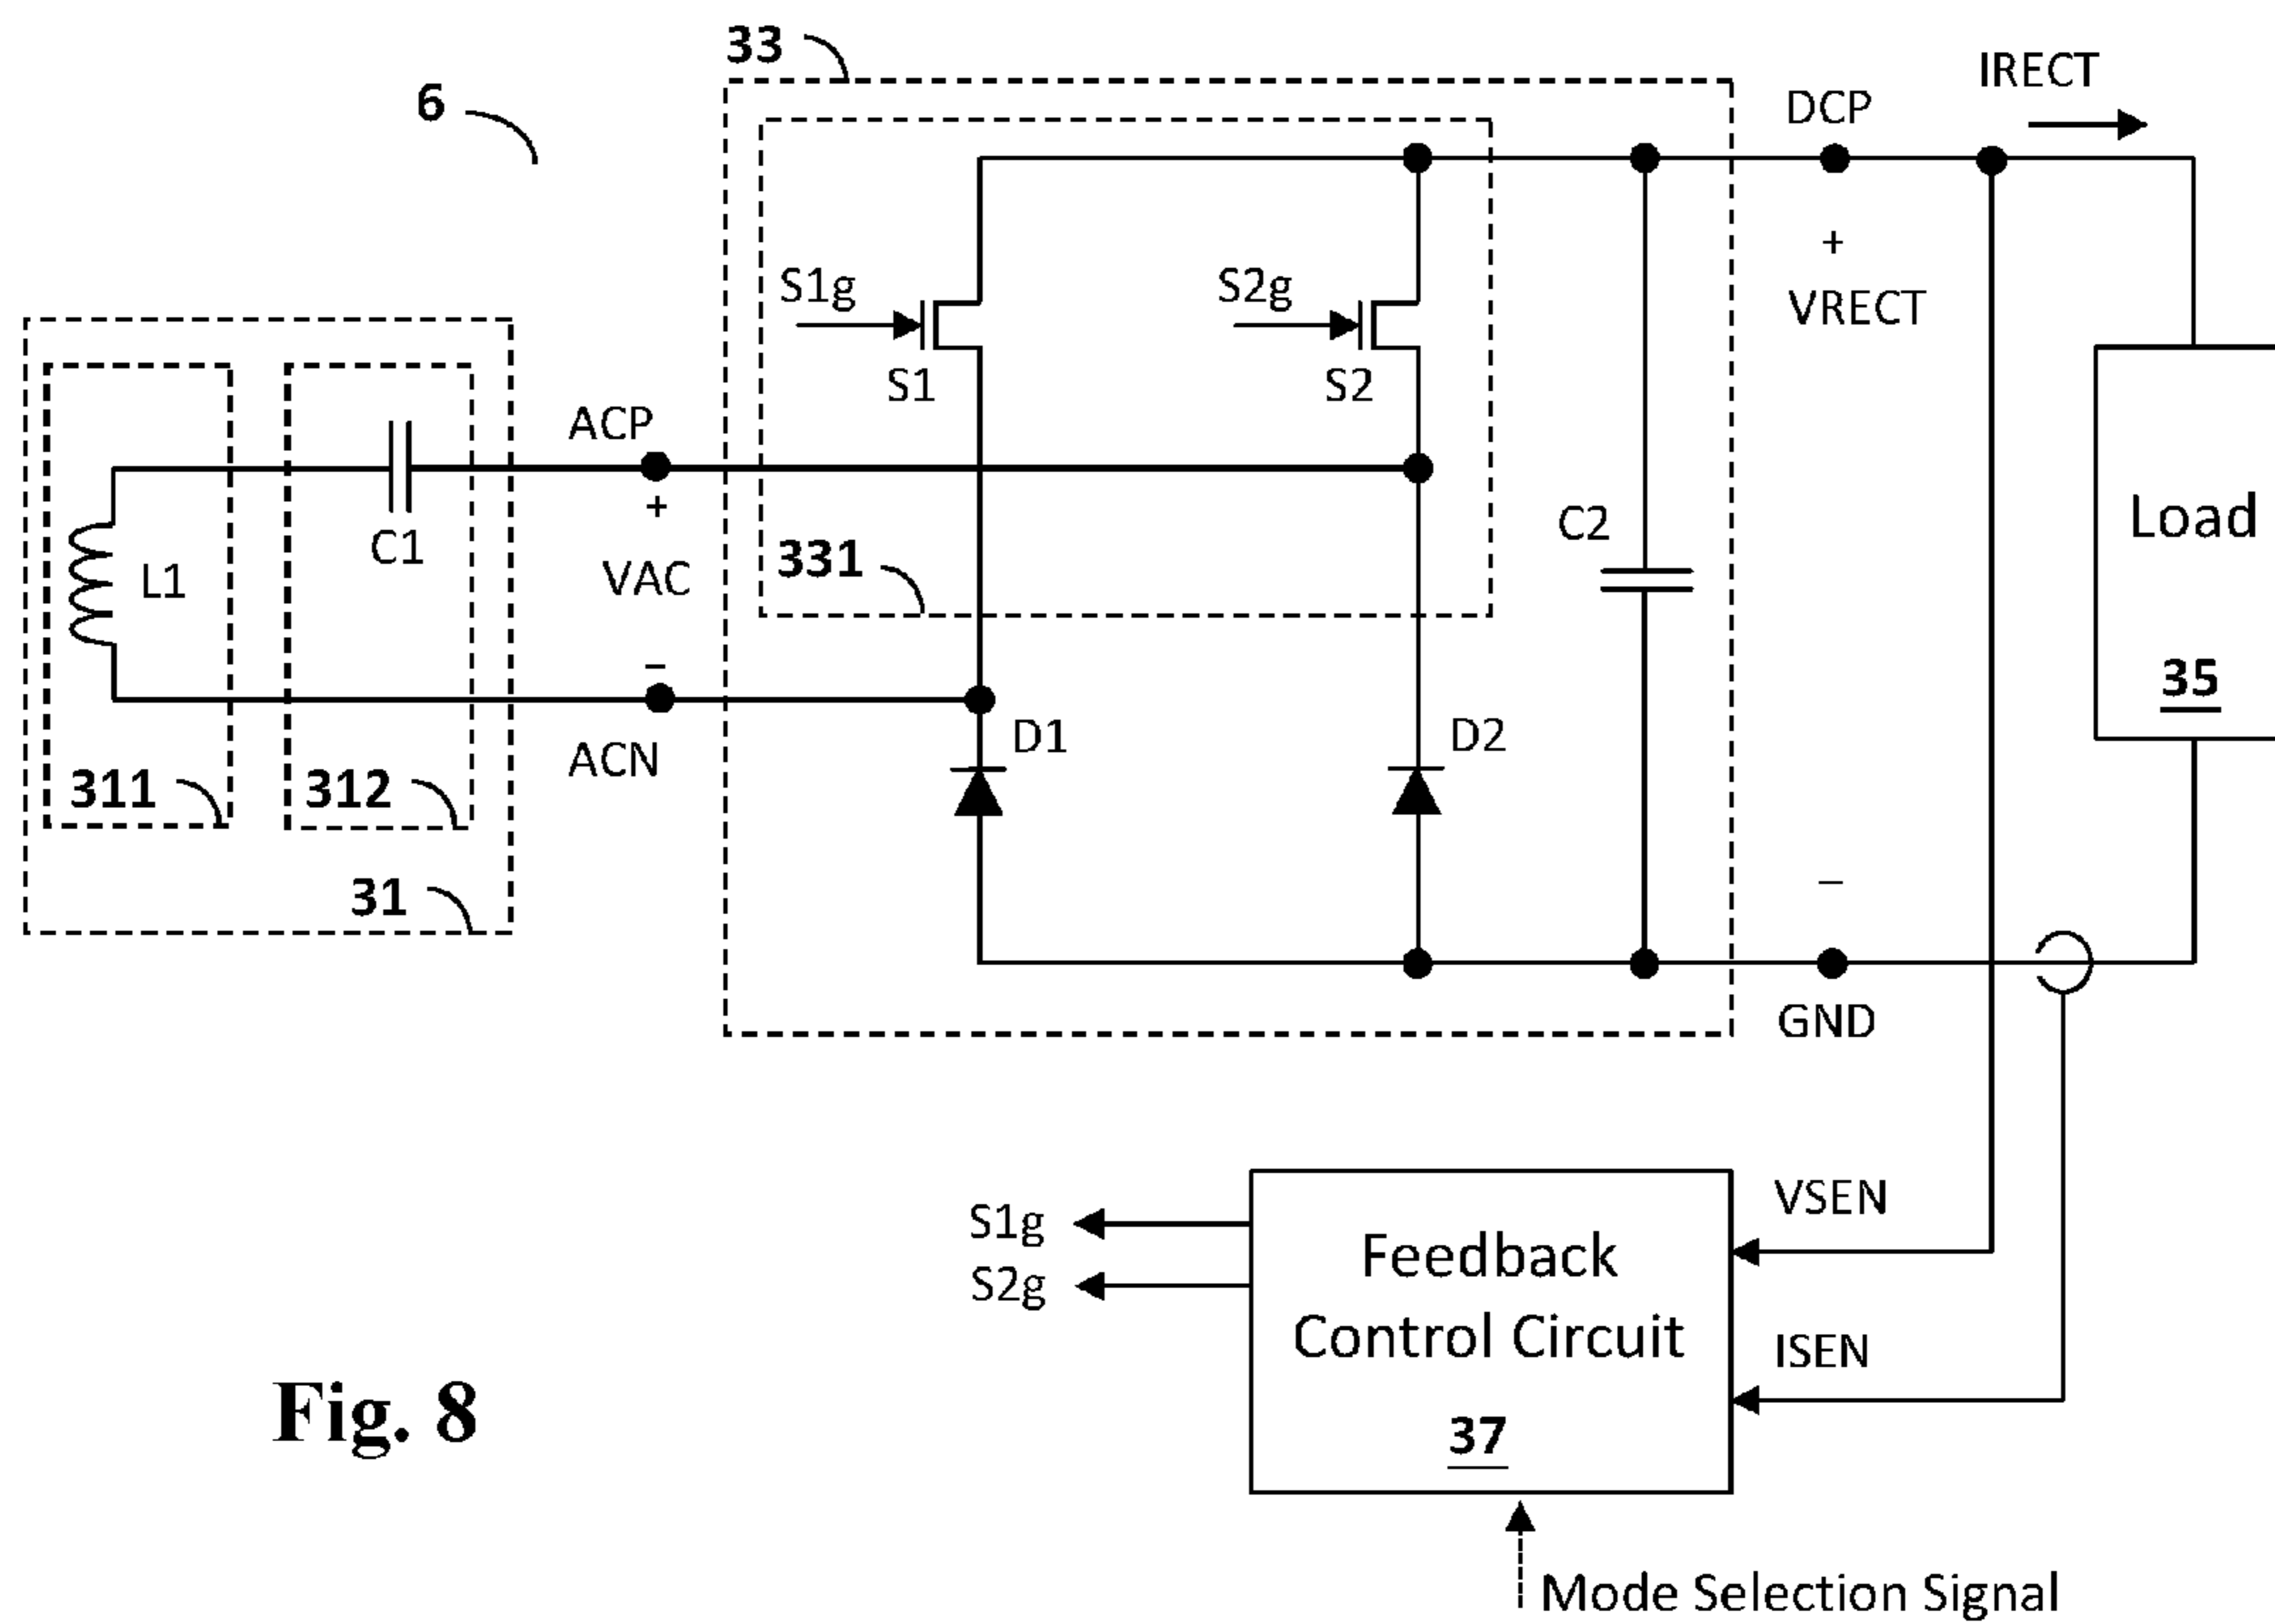 33
6
DCP
IRECT
+
VRECT
S1g
S2g
S1
S2
ACP
+
VAC
−
ACN
L1
C1
331
C2
Load
35
D1
D2
311
312
31
−
GND
S1g
S2g
Feedback
Control Circuit
37
VSEN
ISEN
Fig. 8
Mode Selection Signal